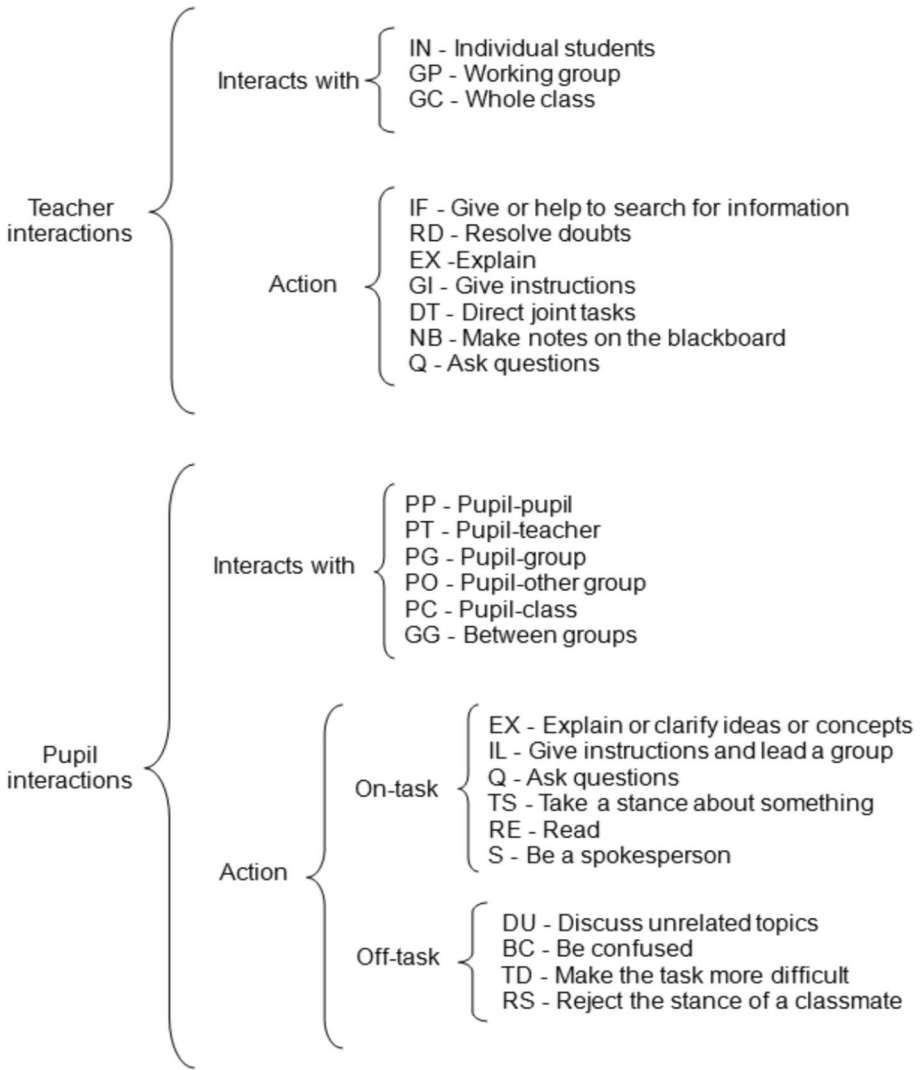 Teacher
interactions
Interacts with
IN - Individual students
GP - Working group
GC - Whole class
Action
IF - Give or help to search for information
RD - Resolve doubts
EX -Explain
GI - Give instructions
DT - Direct joint tasks
NB - Make notes on the blackboard
Q - Ask questions
Pupil
interactions
Interacts with
PP - Pupil-pupil
PT - Pupil-teacher
PG - Pupil-group
PO - Pupil-other group
PC - Pupil-class
GG - Between groups
Action
On-task
EX - Explain or clarify ideas or concepts
IL - Give instructions and lead a group
Q - Ask questions
TS - Take a stance about something
RE - Read
S - Be a spokesperson
Off-task
DU - Discuss unrelated topics
BC - Be confused
TD - Make the task more difficult
RS - Reject the stance of a classmate